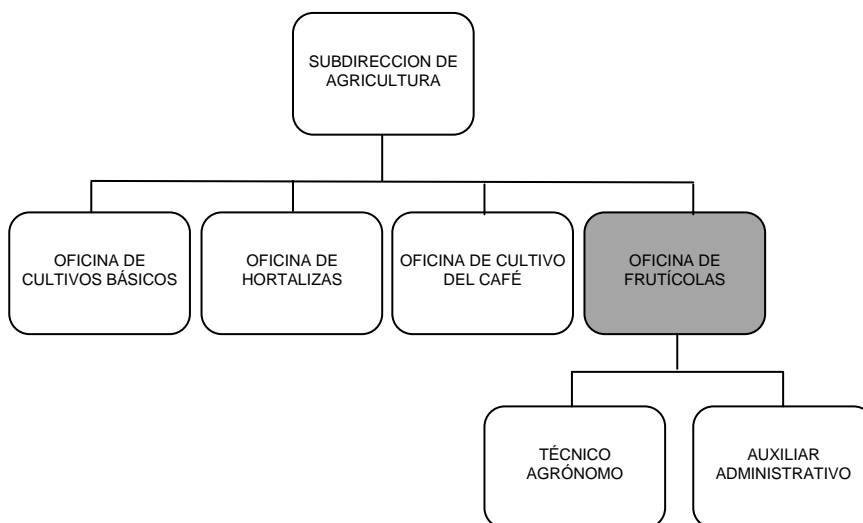 SUBDIRECCION DE
AGRICULTURA
OFICINA DE
CULTIVOS BÁSICOS
OFICINA DE
HORTALIZAS
OFICINA DE CULTIVO
DEL CAFÉ
OFICINA DE
FRUTÍCOLAS
TÉCNICO
AGRÓNOMO
AUXILIAR
ADMINISTRATIVO